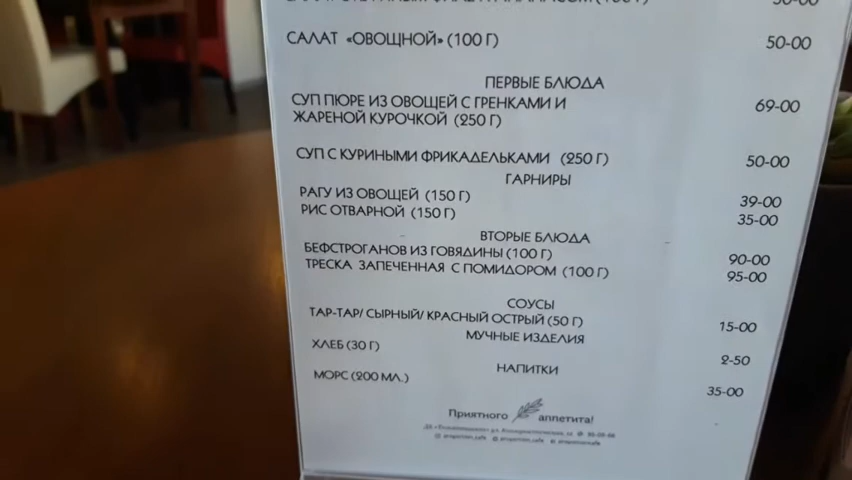 50-00
САЛАТ «ОВОЩНОЙ» (100 Г) 50-00
ПЕРВЫЕ БЛЮДА
СУП ПЮРЕ ИЗ ОВОЩЕЙ С ГРЕНКАМИ И 69-00
ЖАРЕНОЙ КУРОЧКОЙ (250 Г)
СУП С КУРИНЫМИ ФРИКАДЕЛЬКАМИ (250 Г) 50-00
ГАРНИРЫ
РАГУ ИЗ ОВОЩЕЙ (150 Г) 39-00
РИС ОТВАРНОЙ (150 Г) 35-00
ВТОРЫЕ БЛЮДА
БЕФСТРОГАНОВ ИЗ ГОВЯДИНЫ (100 Г) 90-00
ТРЕСКА ЗАПЕЧЕННАЯ С ПОМИДОРОМ (100 Г) 95-00
СОУСЫ
ТАР-ТАР/ СЫРНЫЙ/ КРАСНЫЙ ОСТРЫЙ (50 Г) 15-00
МУЧНЫЕ ИЗДЕЛИЯ
ХЛЕБ (30 Г) 2-50
НАПИТКИ
МОРС (200 МЛ.) 35-00
Приятного аппетита!